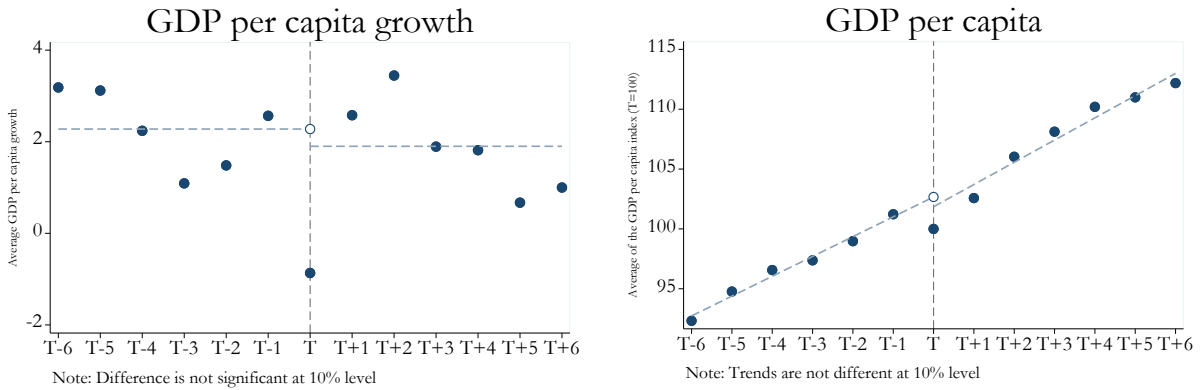 GDP per capita growth
Average GDP per capita growth
4
2
0
-2
T-6 T-5 T-4 T-3 T-2 T-1 T T+1 T+2 T+3 T+4 T+5 T+6
Note: Difference is not significant at 10% level
GDP per capita
Average of the GDP per capita index (T=100)
115
110
105
100
95
T-6 T-5 T-4 T-3 T-2 T-1 T T+1 T+2 T+3 T+4 T+5 T+6
Note: Trends are not different at 10% level